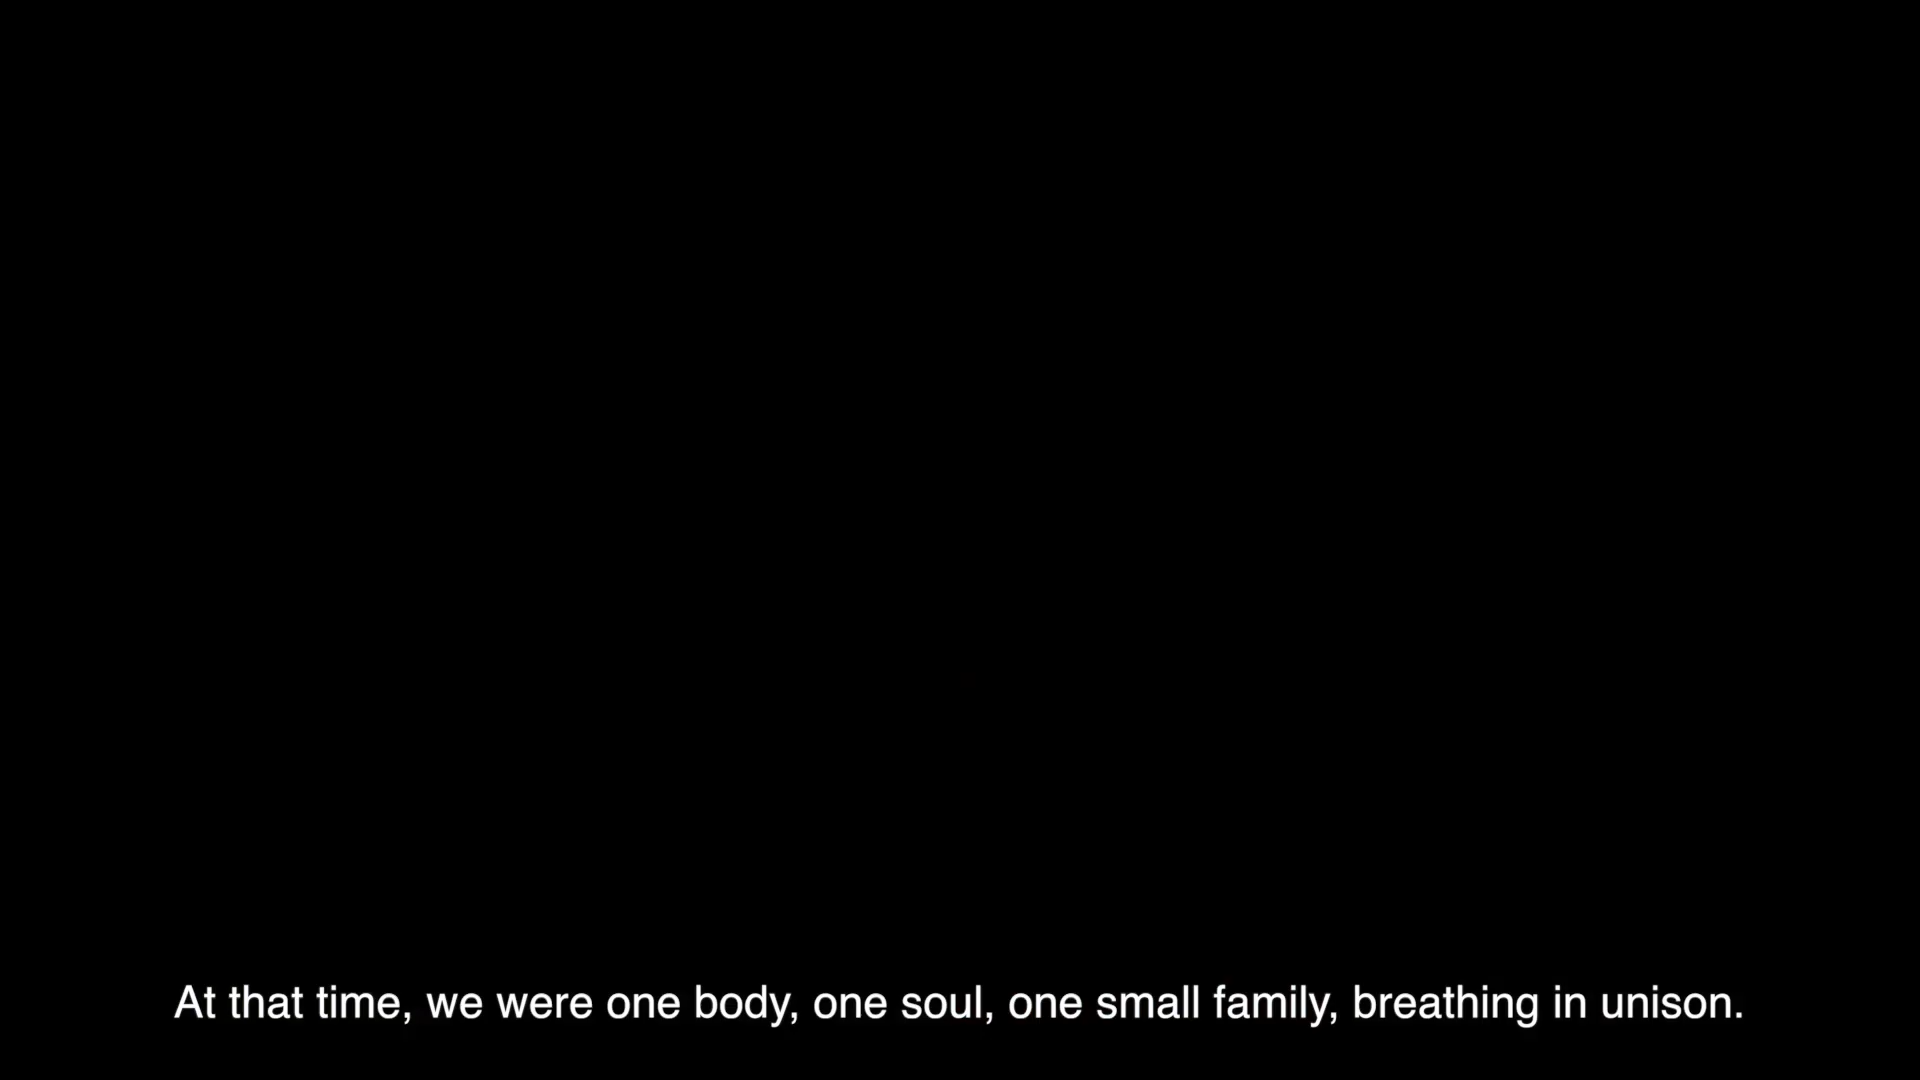 At that time, we were one body, one soul, one small family, breathing in unison.